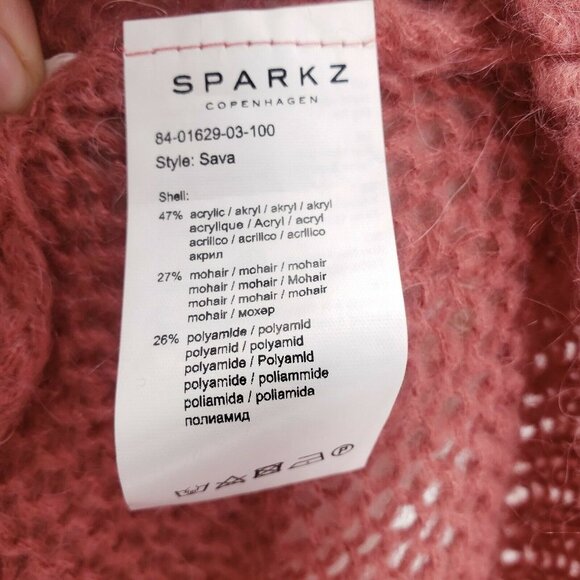 SPARKZ
COPENHAGEN
84-01629-03-100
Style: Sava
Shell:
47% acrylic / akryl / akryl / akryl
acrylique / Acryl / acryl
acrilico / acrilico / acrilico
акрил
27% mohair / mohair / mohair
mohair / mohair / Mohair
mohair / mohair / mohair
mohair / мохер
26% polyamide / polyamid
polyamid / polyamid
polyamide / Polyamid
polyamide / poliammide
poliamida / poliamida
полиамид
P